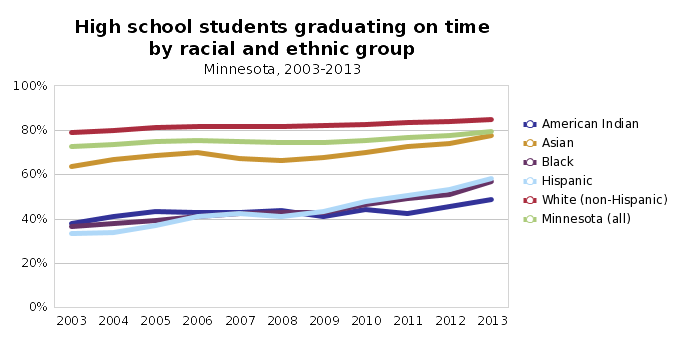 High school students graduating on time
by racial and ethnic group
Minnesota, 2003-2013
100%
80%
60%
40%
20%
0%
2003 2004 2005 2006 2007 2008 2009 2010 2011 2012 2013
American Indian
Asian
Black
Hispanic
White (non-Hispanic)
Minnesota (all)